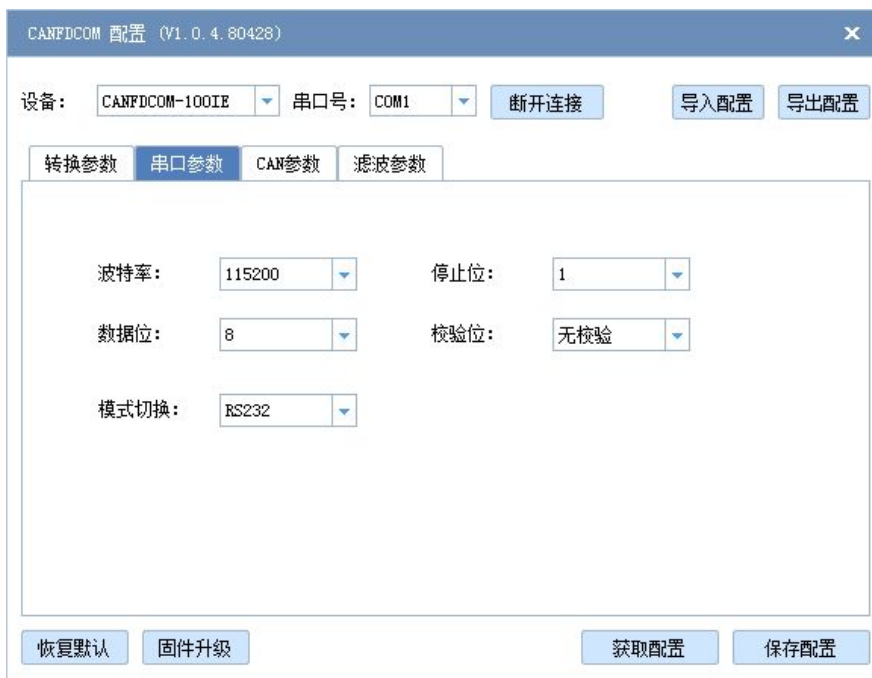 CANFDCOM 配置 (V1.0.4.80428)
设备： CANFDCOM-100IE 串口号： COM1 断开连接 导入配置 导出配置
转换参数 串口参数 CAN参数 滤波参数
波特率： 115200 停止位： 1
数据位： 8 校验位： 无校验
模式切换： RS232
恢复默认 固件升级 获取配置 保存配置